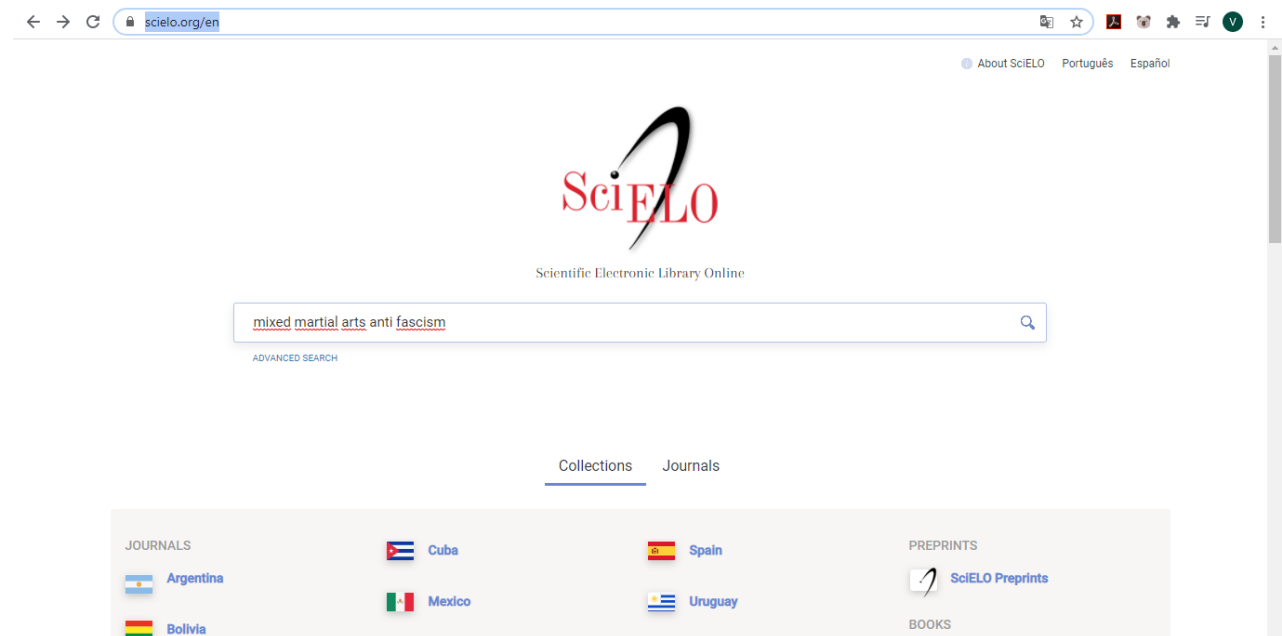 scielo.org/en
V
About SciELO Português Español
SciELO
Scientific Electronic Library Online
mixed martial arts anti fascism
ADVANCED SEARCH
Collections Journals
JOURNALS
Argentina
Bolivia
Cuba
Mexico
Spain
Uruguay
PREPRINTS
SciELO Preprints
BOOKS